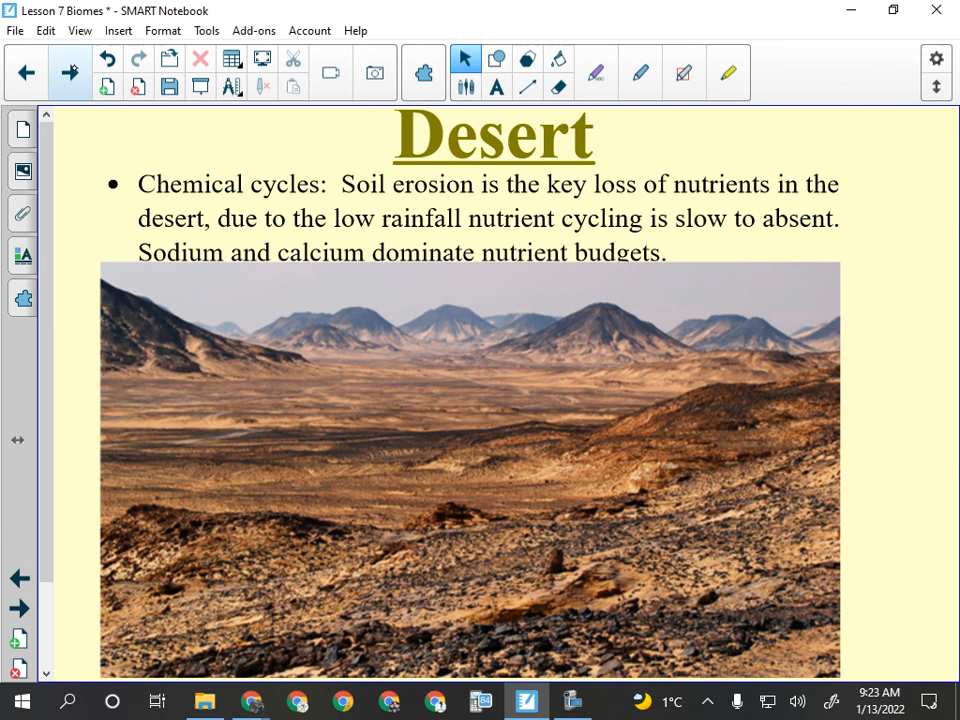 Lesson 7 Biomes * - SMART Notebook
File Edit View Insert Format Tools Add-ons Account Help
Desert
• Chemical cycles: Soil erosion is the key loss of nutrients in the
desert, due to the low rainfall nutrient cycling is slow to absent.
Sodium and calcium dominate nutrient budgets.
1°C
9:23 AM
1/13/2022